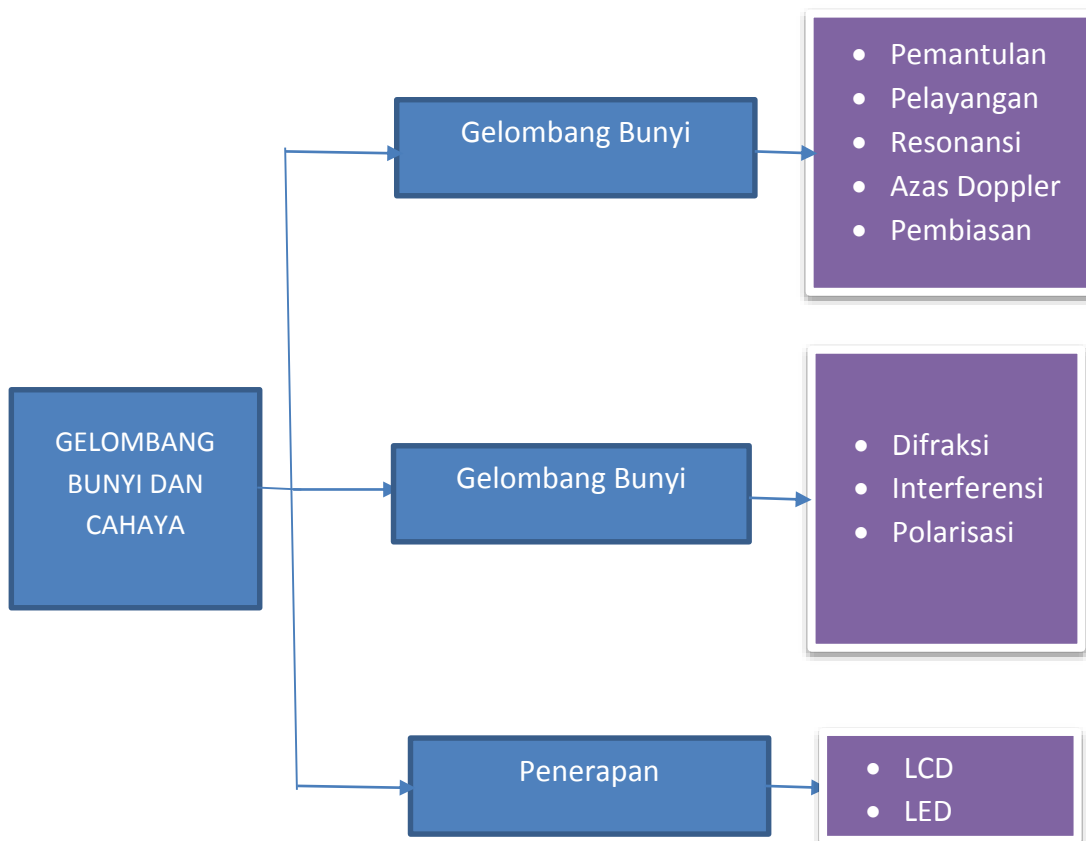 Gelombang Bunyi
• Pemantulan
• Pelayangan
• Resonansi
• Azas Doppler
• Pembiasan
GELOMBANG
BUNYI DAN
CAHAYA
Gelombang Bunyi
• Difraksi
• Interferensi
• Polarisasi
Penerapan
• LCD
• LED